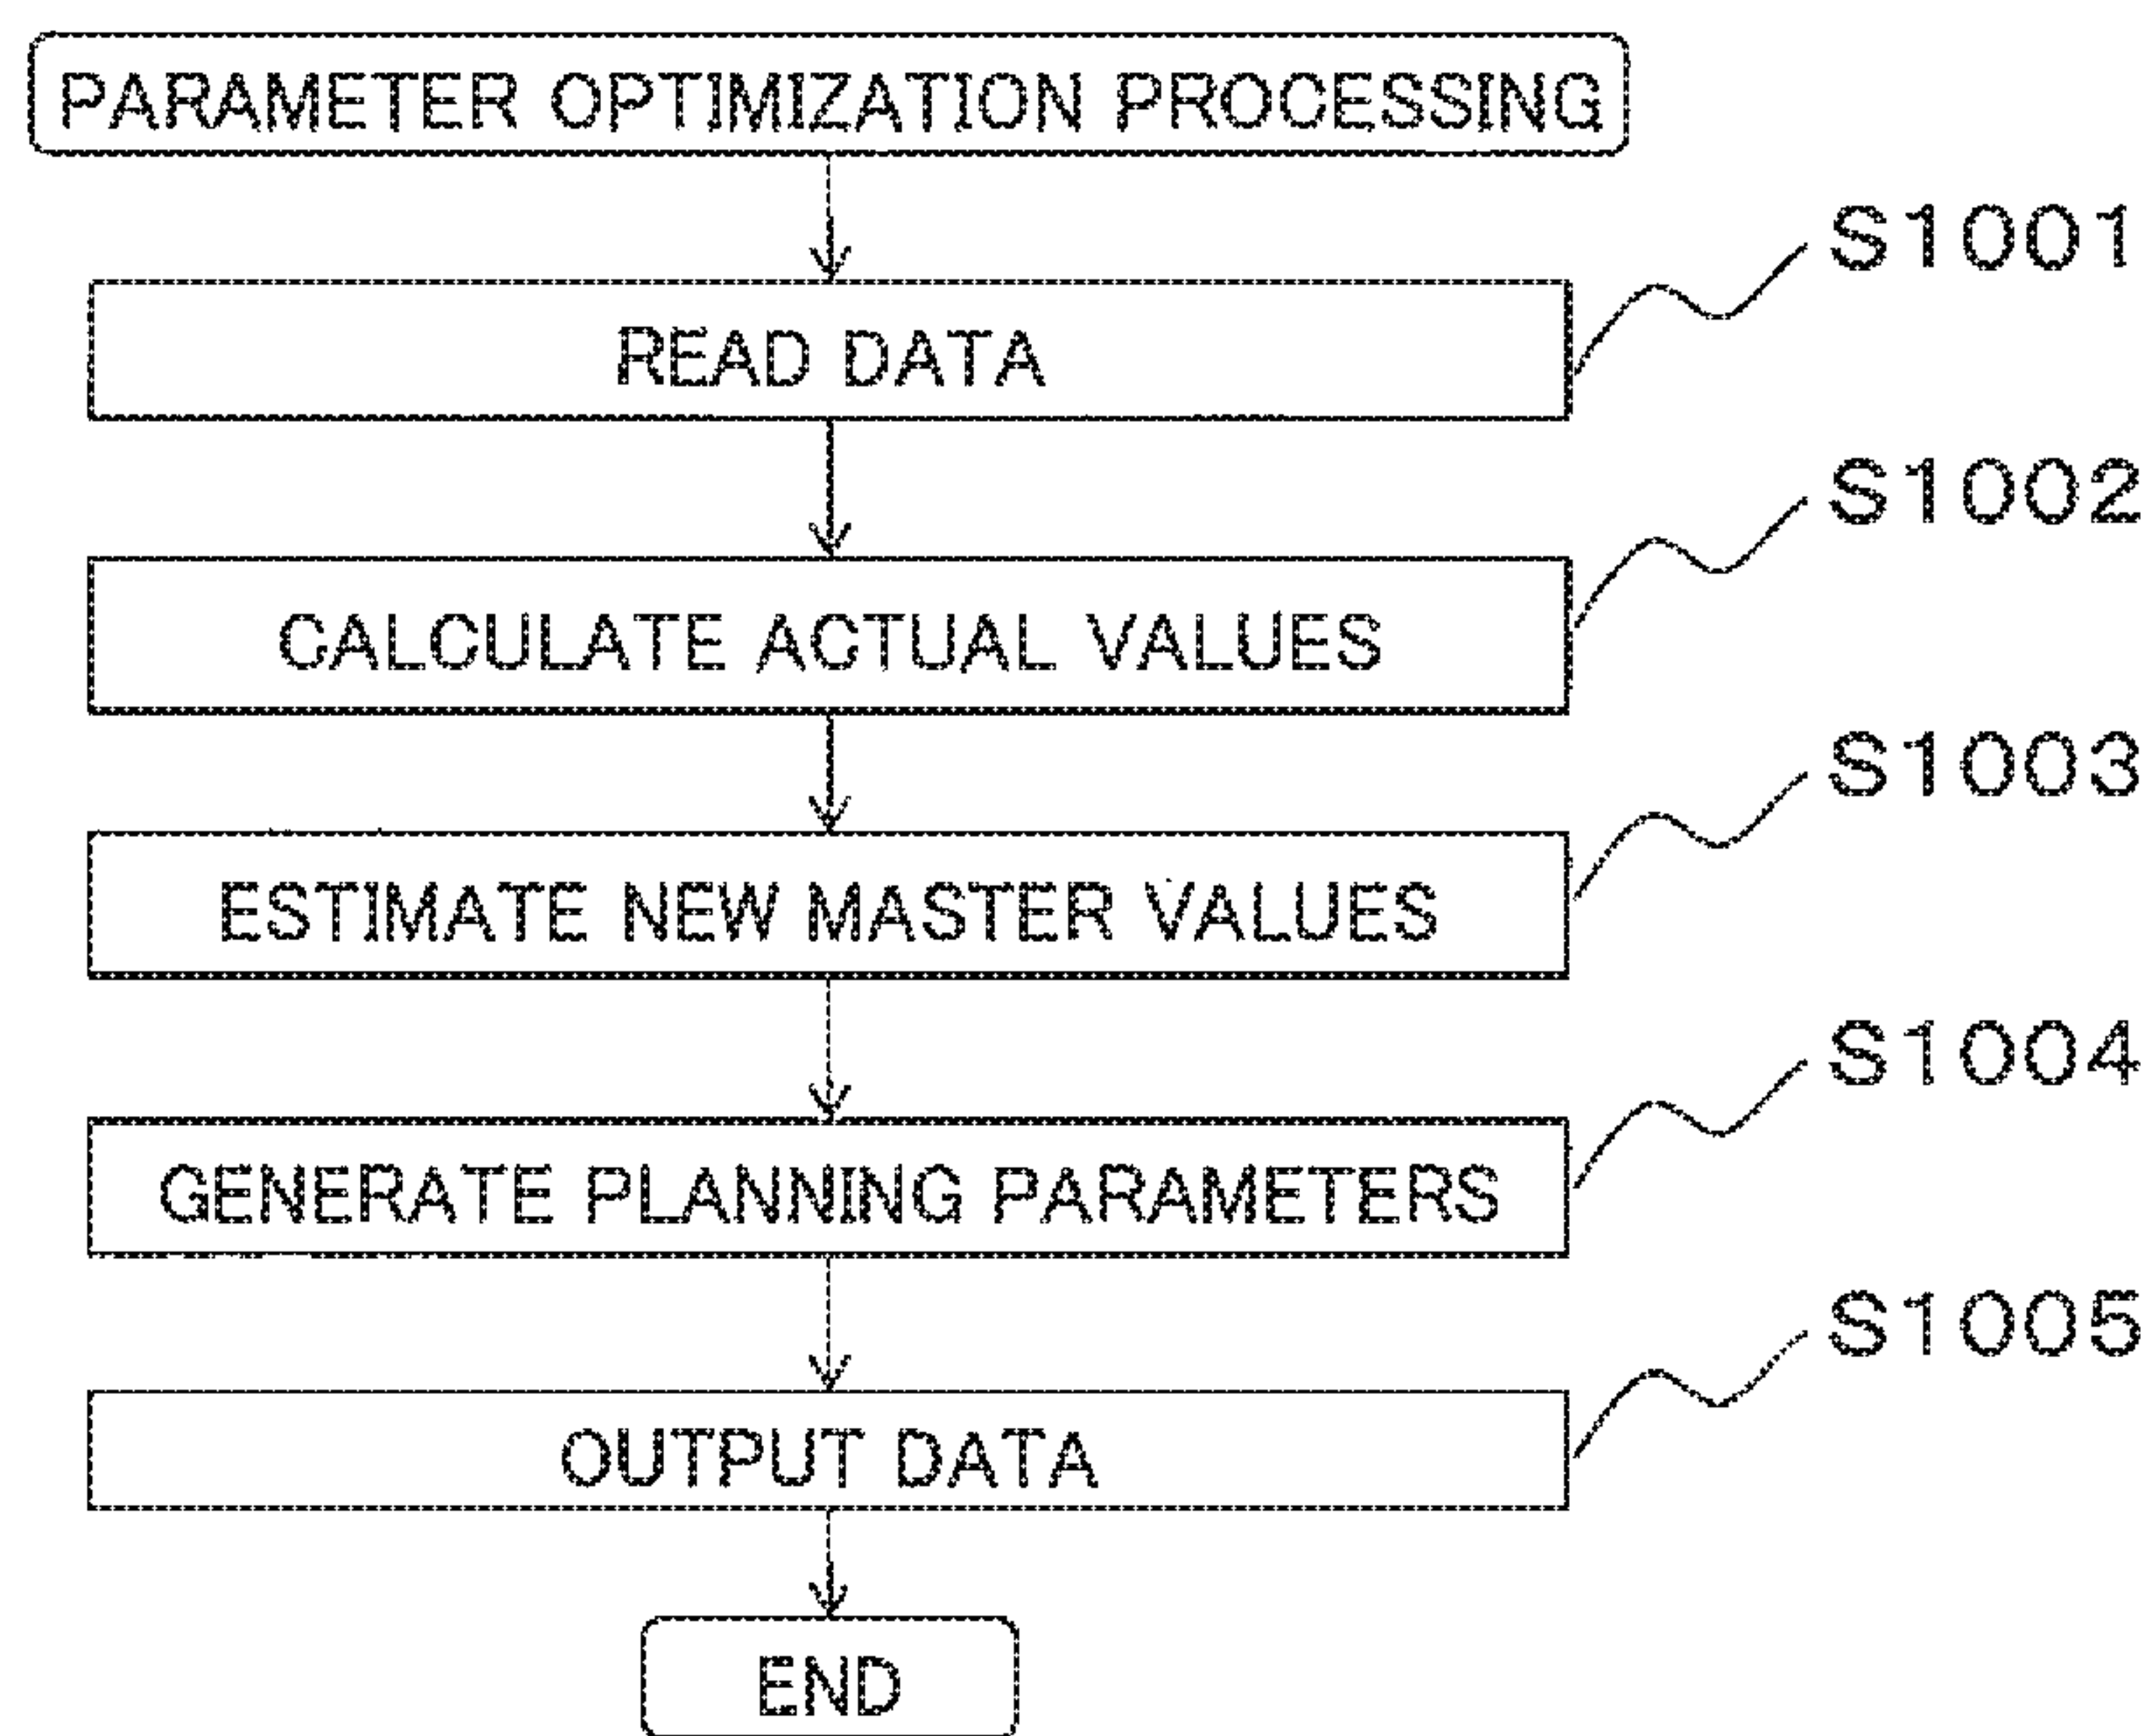 PARAMETER OPTIMIZATION PROCESSING
S1001
READ DATA
S1002
CALCULATE ACTUAL VALUES
S1003
ESTIMATE NEW MASTER VALUES
S1004
GENERATE PLANNING PARAMETERS
S1005
OUTPUT DATA
END